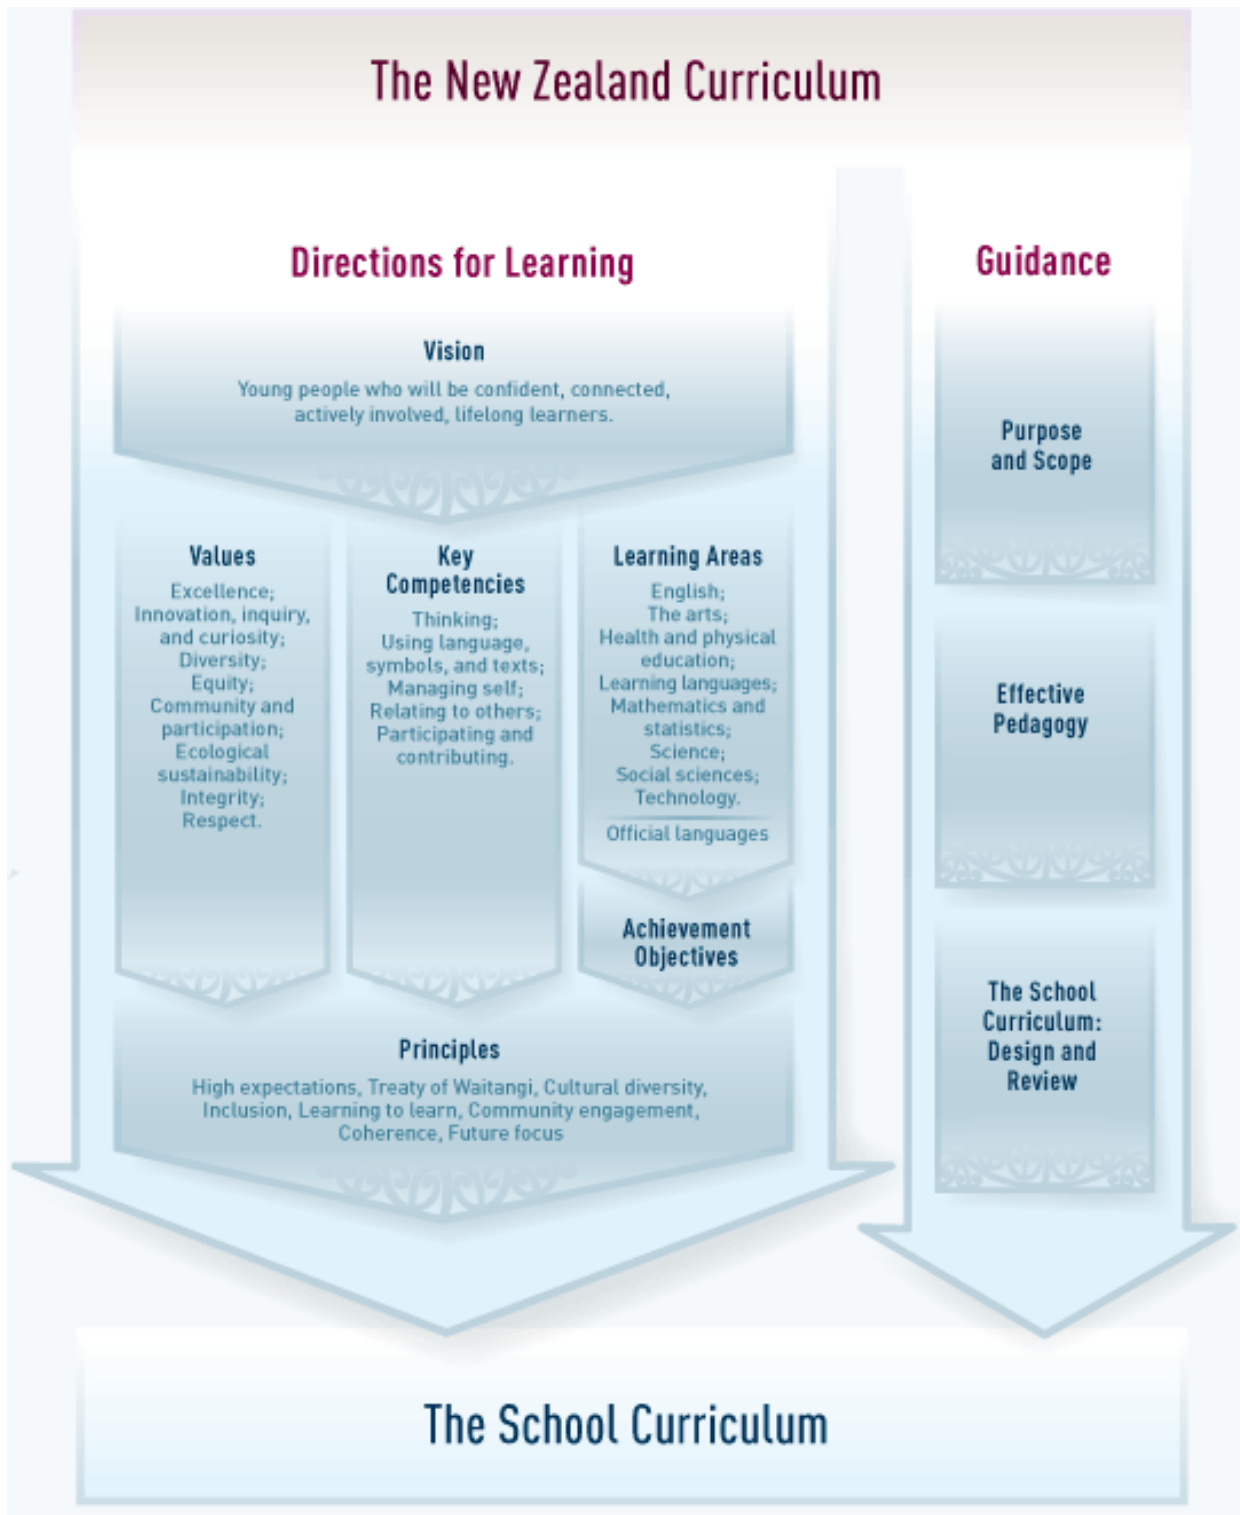 The New Zealand Curriculum
Directions for Learning
Vision
Young people who will be confident, connected,
actively involved, lifelong learners.
Values
Excellence;
Innovation, inquiry,
and curiosity;
Diversity;
Equity;
Community and
participation;
Ecological
sustainability;
Integrity;
Respect.
Key
Competencies
Thinking;
Using language,
symbols, and texts;
Managing self;
Relating to others;
Participating and
contributing.
Learning Areas
English;
The arts;
Health and physical
education;
Learning languages;
Mathematics and
statistics;
Science;
Social sciences;
Technology.
Official languages
Achievement
Objectives
Principles
High expectations, Treaty of Waitangi, Cultural diversity,
Inclusion, Learning to learn, Community engagement,
Coherence, Future focus
Guidance
Purpose
and Scope
Effective
Pedagogy
The School
Curriculum:
Design and
Review
The School Curriculum